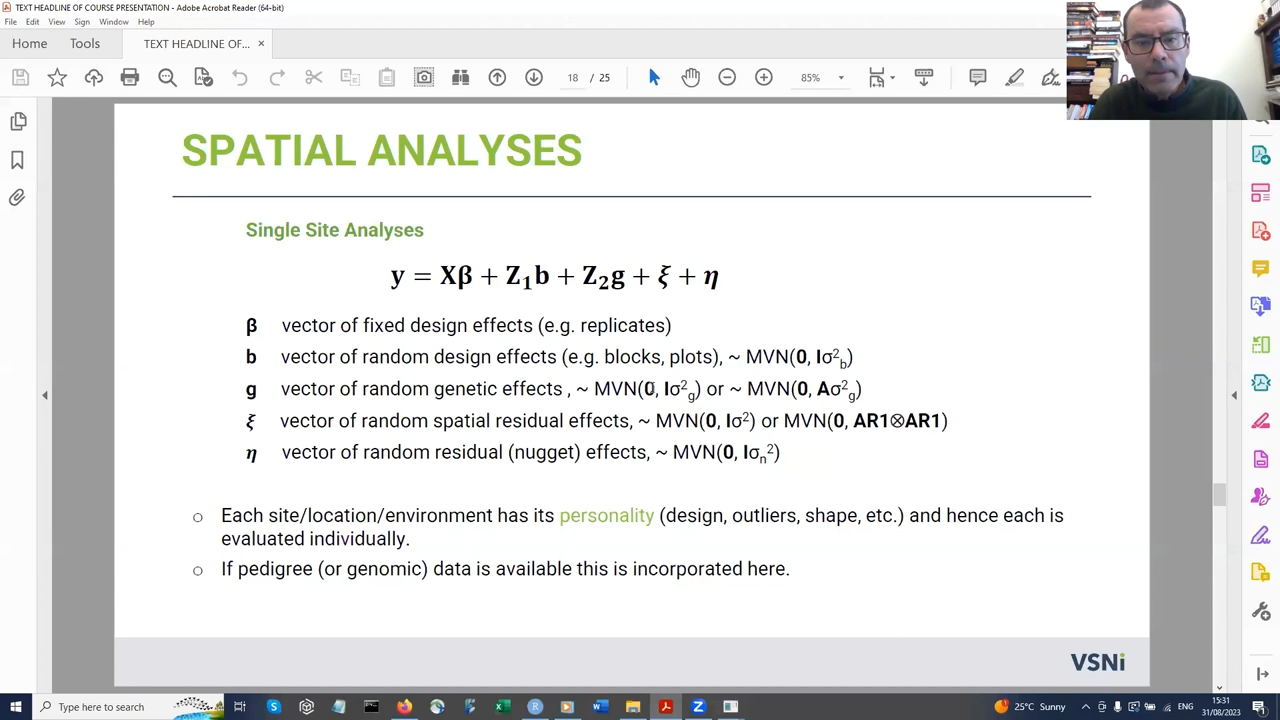 TEXT HEADLINE OF COURSE PRESENTATION - Adobe Acrobat Reader (64-bit)
File Edit View Sign Window Help
Home Tools TEXT HEADLINE OF... ×
18 / 25 85%
SPATIAL ANALYSES
Single Site Analyses
y = Xβ + Z₁b + Z₂g + ξ + η
β vector of fixed design effects (e.g. replicates)
b vector of random design effects (e.g. blocks, plots), ~ MVN(0, Iσ²b)
g vector of random genetic effects , ~ MVN(0, Iσ²g) or ~ MVN(0, Aσ²g)
ξ vector of random spatial residual effects, ~ MVN(0, Iσ²) or MVN(0, AR1⊗AR1)
η vector of random residual (nugget) effects, ~ MVN(0, Iσn²)
○ Each site/location/environment has its personality (design, outliers, shape, etc.) and hence each is
evaluated individually.
○ If pedigree (or genomic) data is available this is incorporated here.
VSNi
Type here to search
25°C Sunny
ENG
15:31
31/08/2023